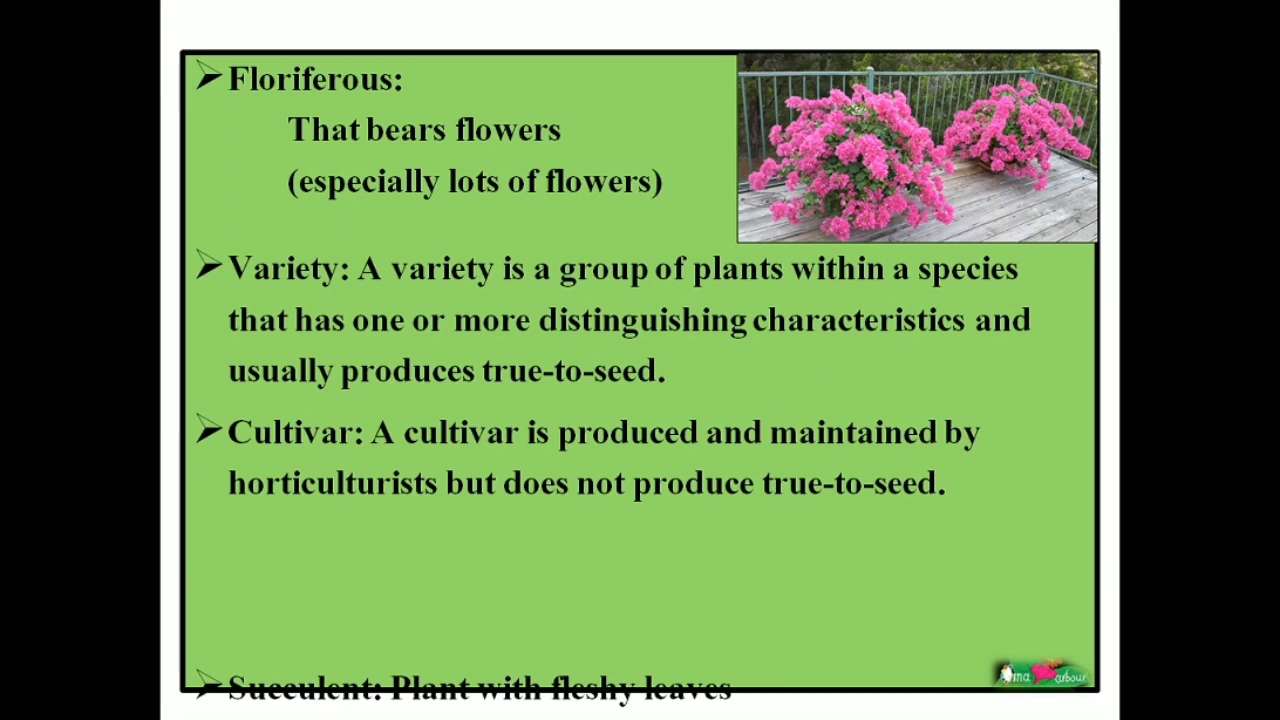 ➢Floriferous:
That bears flowers
(especially lots of flowers)
➢Variety: A variety is a group of plants within a species
that has one or more distinguishing characteristics and
usually produces true-to-seed.
➢Cultivar: A cultivar is produced and maintained by
horticulturists but does not produce true-to-seed.
➢Succulent: Plant with fleshy leaves